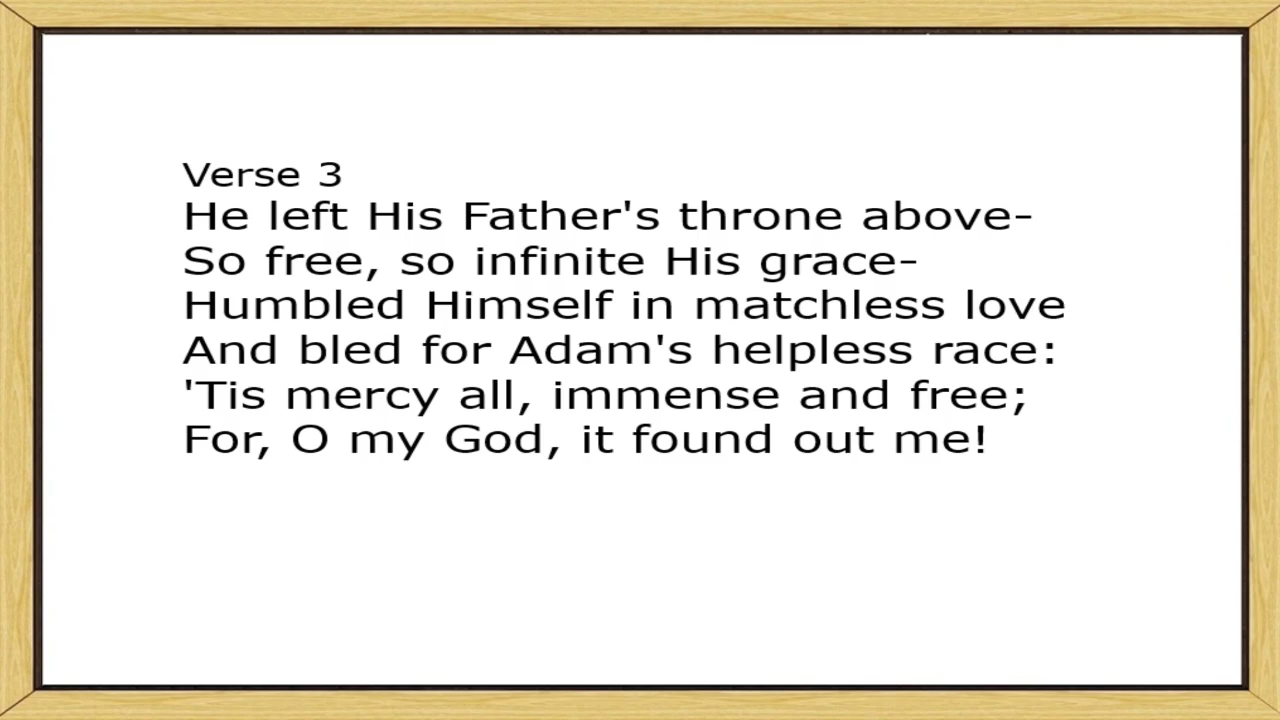 Verse 3
He left His Father's throne above-
So free, so infinite His grace-
Humbled Himself in matchless love
And bled for Adam's helpless race:
'Tis mercy all, immense and free;
For, O my God, it found out me!